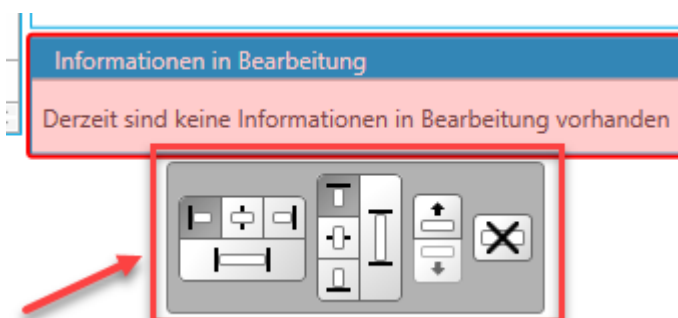 Informationen in Bearbeitung
Derzeit sind keine Informationen in Bearbeitung vorhanden